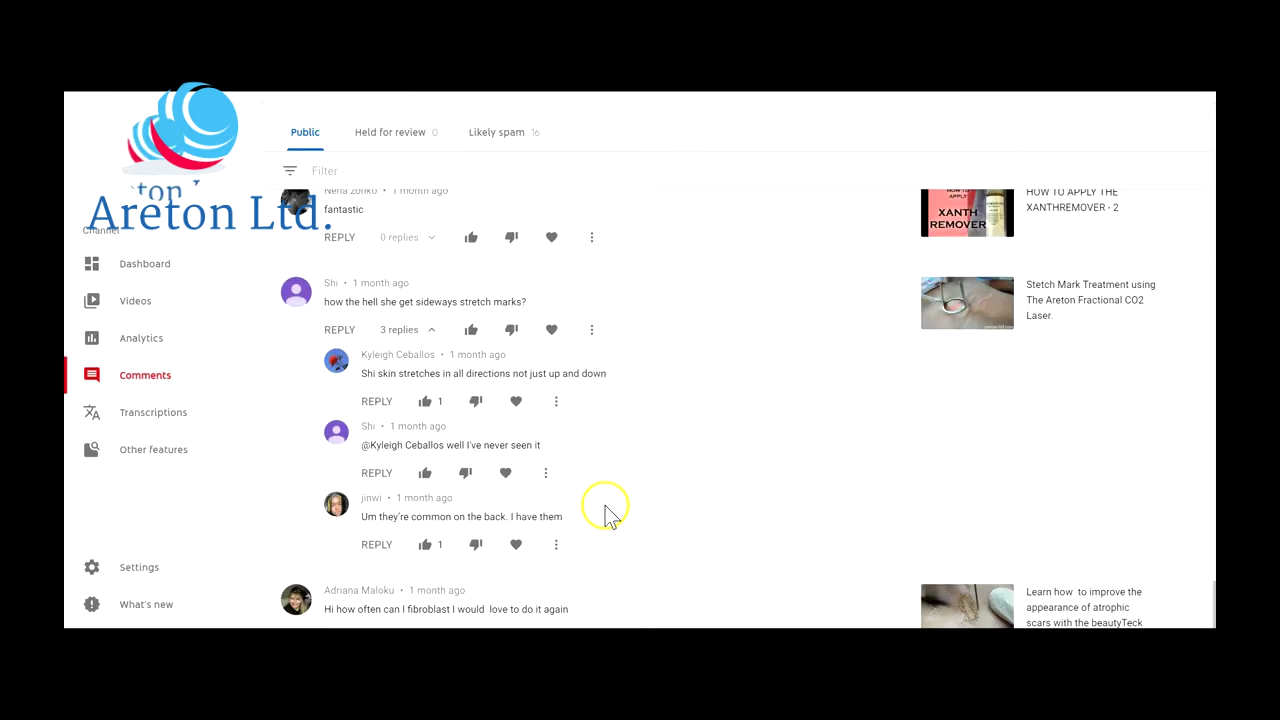 Public
Held for review 0
Likely spam 16
Filter
Areton Ltd.
Channel
Dashboard
Videos
Analytics
Comments
Transcriptions
Other features
Settings
What's new
Nena zonko • 1 month ago
fantastic
REPLY 0 replies
HOW TO APPLY
XANTH
REMOVER
HOW TO APPLY THE
XANTHREMOVER - 2
Shi • 1 month ago
how the hell she get sideways stretch marks?
REPLY 3 replies
Stetch Mark Treatment using
The Areton Fractional CO2
Laser.
Kyleigh Ceballos • 1 month ago
Shi skin stretches in all directions not just up and down
REPLY 1
Shi • 1 month ago
@Kyleigh Ceballos well I've never seen it
REPLY
jinwi • 1 month ago
Um they're common on the back. I have them
REPLY 1
Adriana Maloku • 1 month ago
Hi how often can I fibroblast I would love to do it again
Learn how to improve the
appearance of atrophic
scars with the beautyTeck